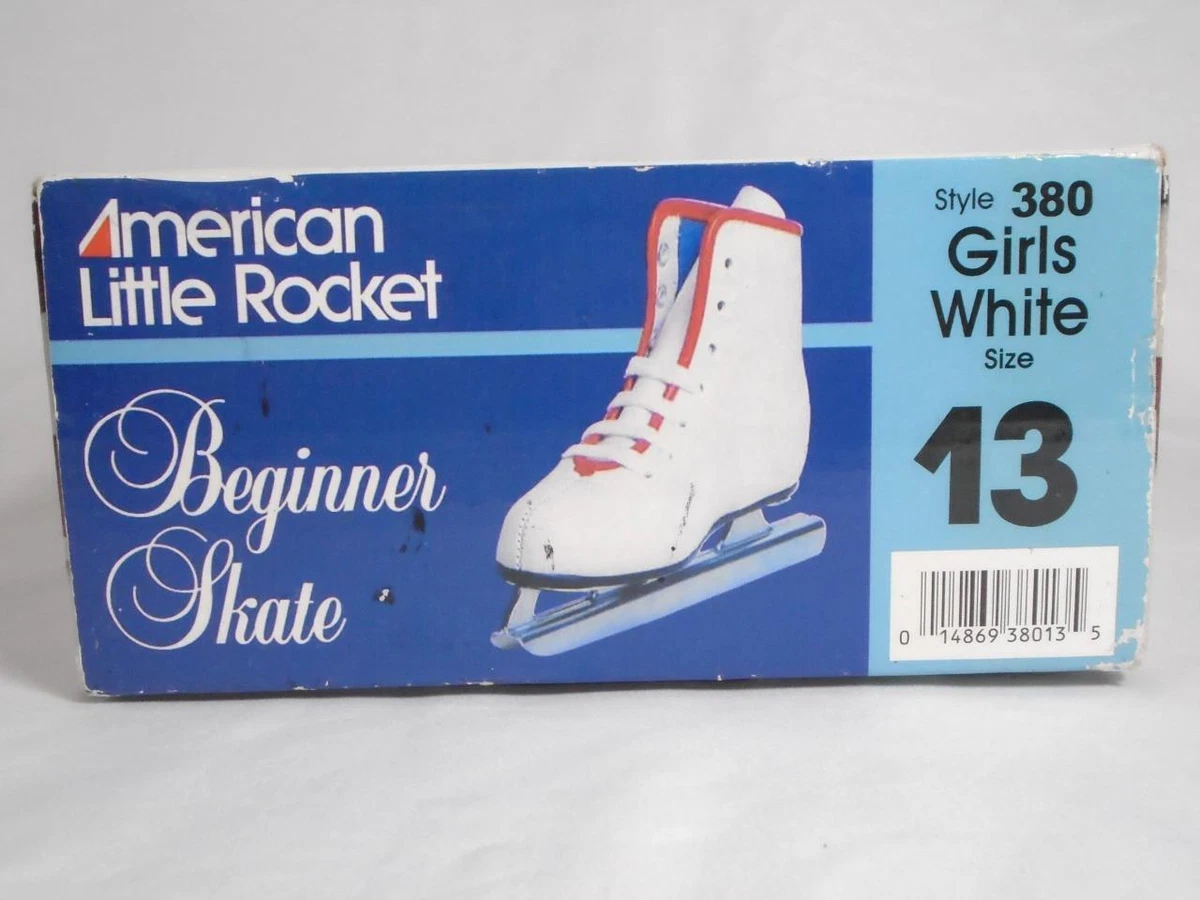 American
Little Rocket
Beginner
Skate
Style 380
Girls
White
Size
13
0 14869 38013 5